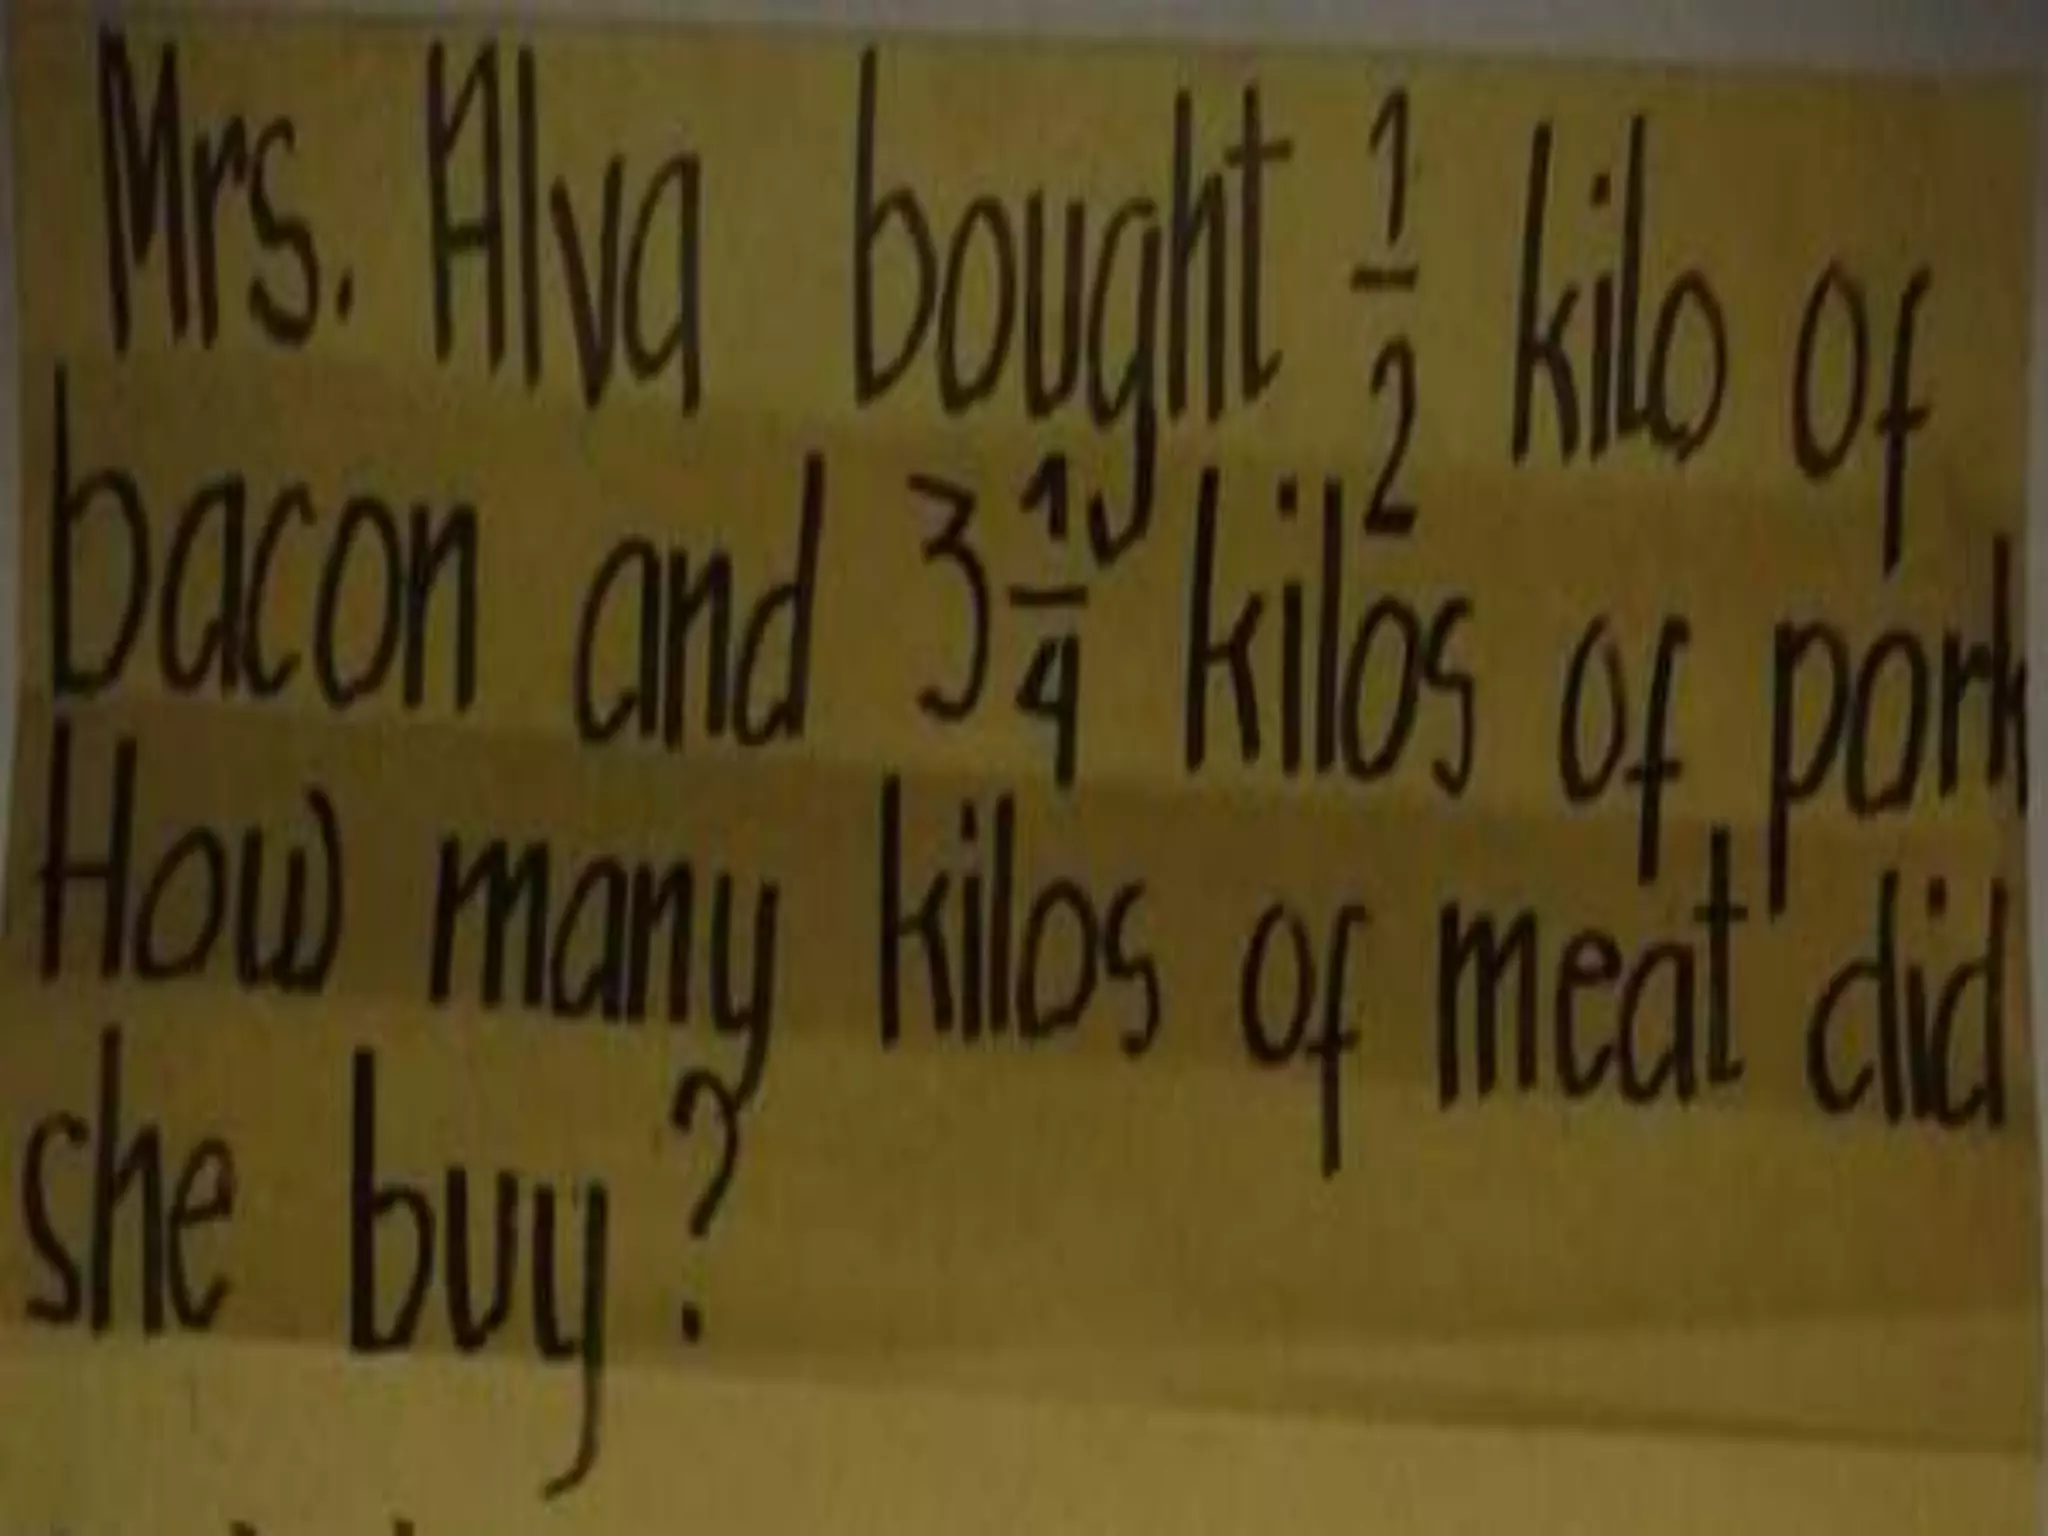 Mrs. Alva bought 1/2 kilo of
bacon and 3 1/4 kilos of pork
How many kilos of meat did
she buy?